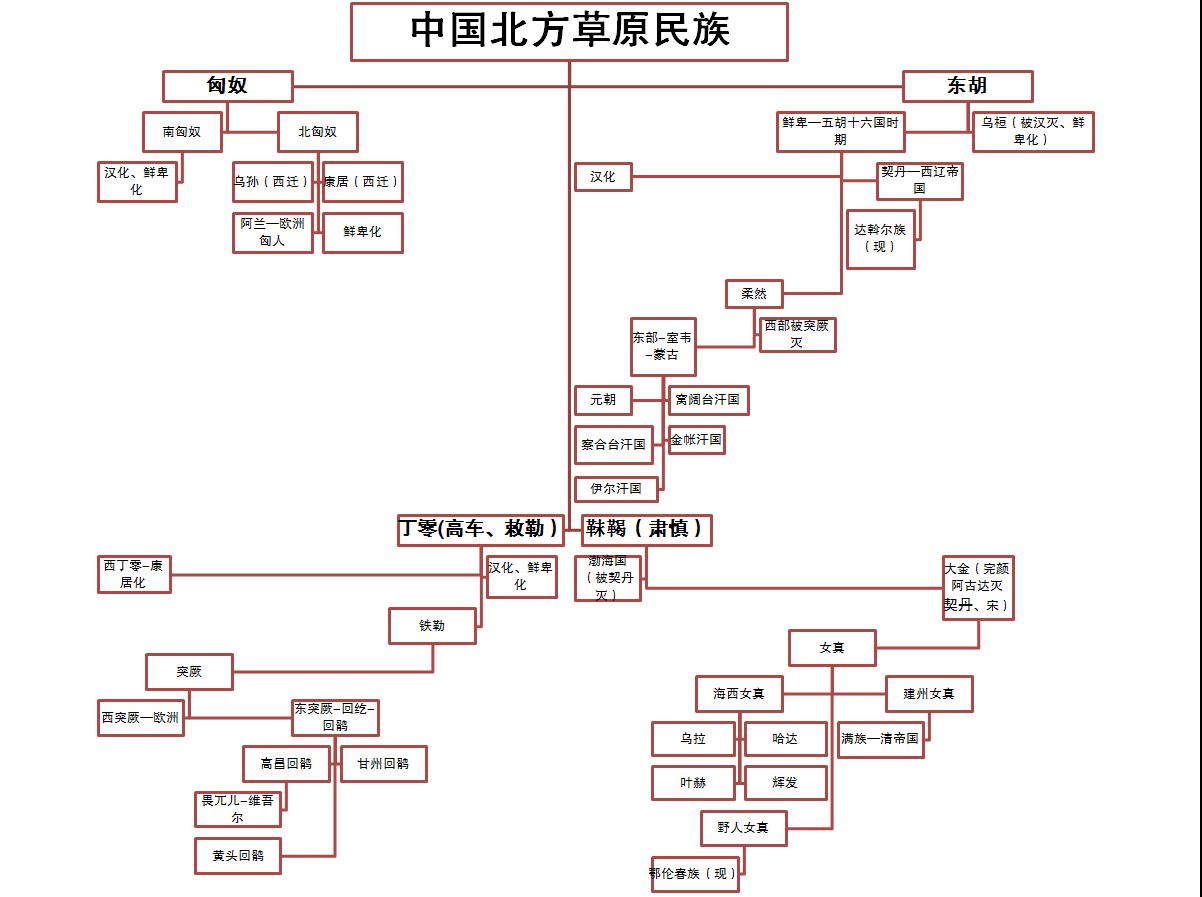 中国北方草原民族
匈奴
东胡
南匈奴
北匈奴
鲜卑—五胡十六国时
期
乌桓（被汉灭、鲜
卑化）
汉化、鲜卑
化
乌孙（西迁）
康居（西迁）
汉化
契丹—西辽帝
国
阿兰—欧洲
匈人
鲜卑化
达斡尔族
（现）
柔然
东部-室韦
-蒙古
西部被突厥
灭
元朝
窝阔台汗国
察合台汗国
金帐汗国
伊尔汗国
丁零(高车、敕勒）
靺鞨（肃慎）
西丁零-康
居化
汉化、鲜卑
化
渤海国
（被契丹
灭）
大金（完颜
阿古达灭
契丹、宋）
铁勒
女真
突厥
海西女真
建州女真
西突厥—欧洲
东突厥-回纥-
回鹘
乌拉
哈达
满族—清帝国
高昌回鹘
甘州回鹘
叶赫
辉发
畏兀儿-维吾
尔
野人女真
黄头回鹘
鄂伦春族（现）